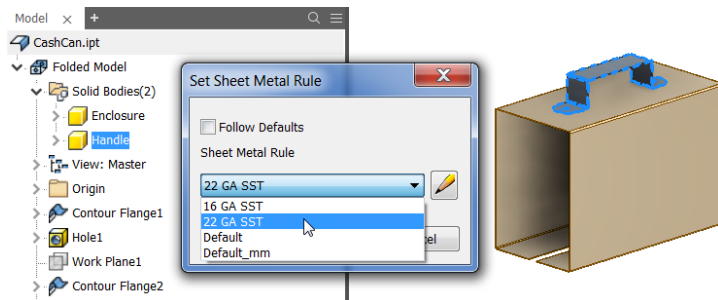 Model × +
CashCan.ipt
Folded Model
Solid Bodies(2)
Enclosure
Handle
View: Master
Origin
Contour Flange1
Hole1
Work Plane1
Contour Flange2
Set Sheet Metal Rule
Follow Defaults
Sheet Metal Rule
22 GA SST
16 GA SST
22 GA SST
Default
Default_mm